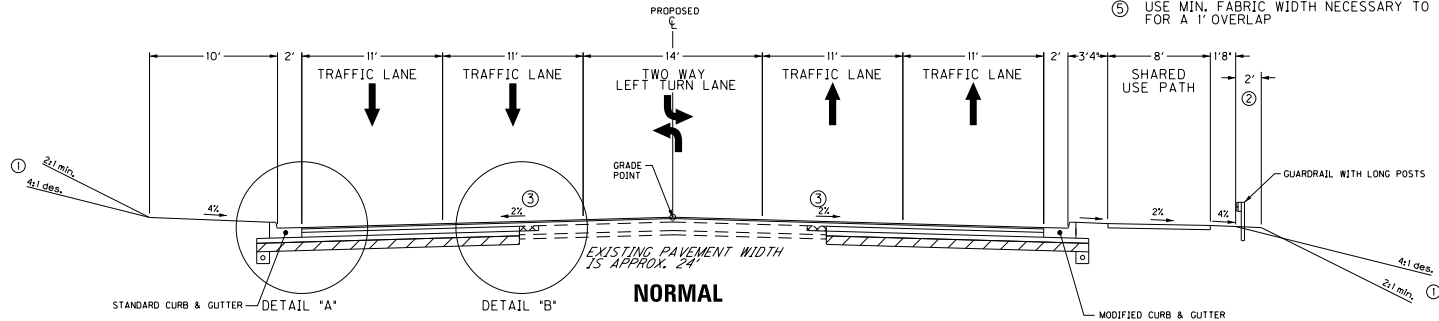 PROPOSED
℄
⑤ USE MIN. FABRIC WIDTH NECESSARY TO
FOR A 1' OVERLAP
10' 2' 11' 11' 14' 11' 11' 2' 3'4" 8' 1'8"
TRAFFIC LANE
TRAFFIC LANE
TWO WAY
LEFT TURN LANE
TRAFFIC LANE
TRAFFIC LANE
SHARED
USE PATH
2'
②
① 2:1 min.
4:1 des.
4%
GRADE
POINT
③
2%
③
2%
2%
4%
GUARDRAIL WITH LONG POSTS
EXISTING PAVEMENT WIDTH
IS APPROX. 24'
4:1 des.
2:1 min. ①
STANDARD CURB & GUTTER
DETAIL "A"
DETAIL "B"
NORMAL
MODIFIED CURB & GUTTER